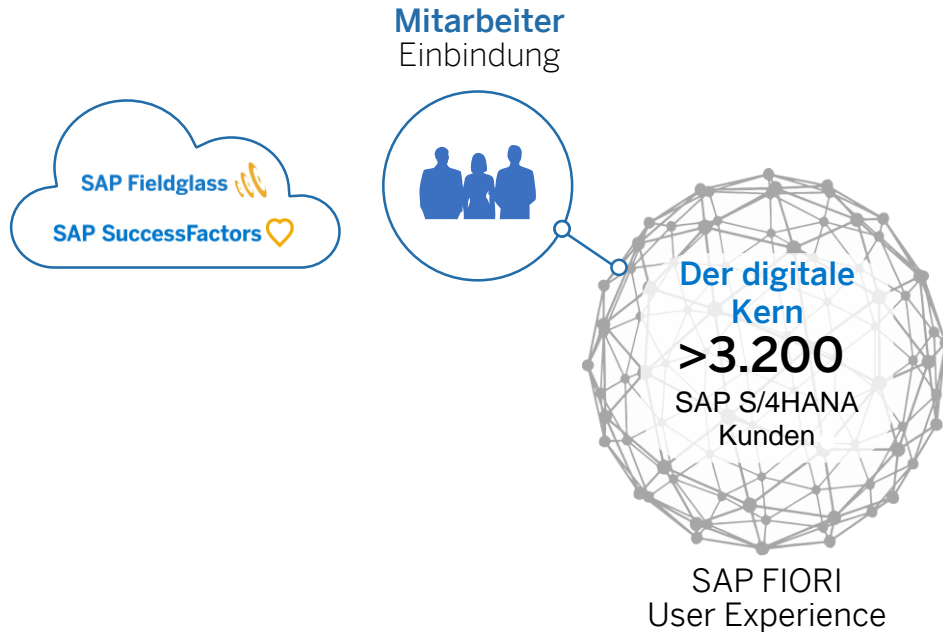 Mitarbeiter
Einbindung
SAP Fieldglass
SAP SuccessFactors
Der digitale
Kern
>3.200
SAP S/4HANA
Kunden
SAP FIORI
User Experience